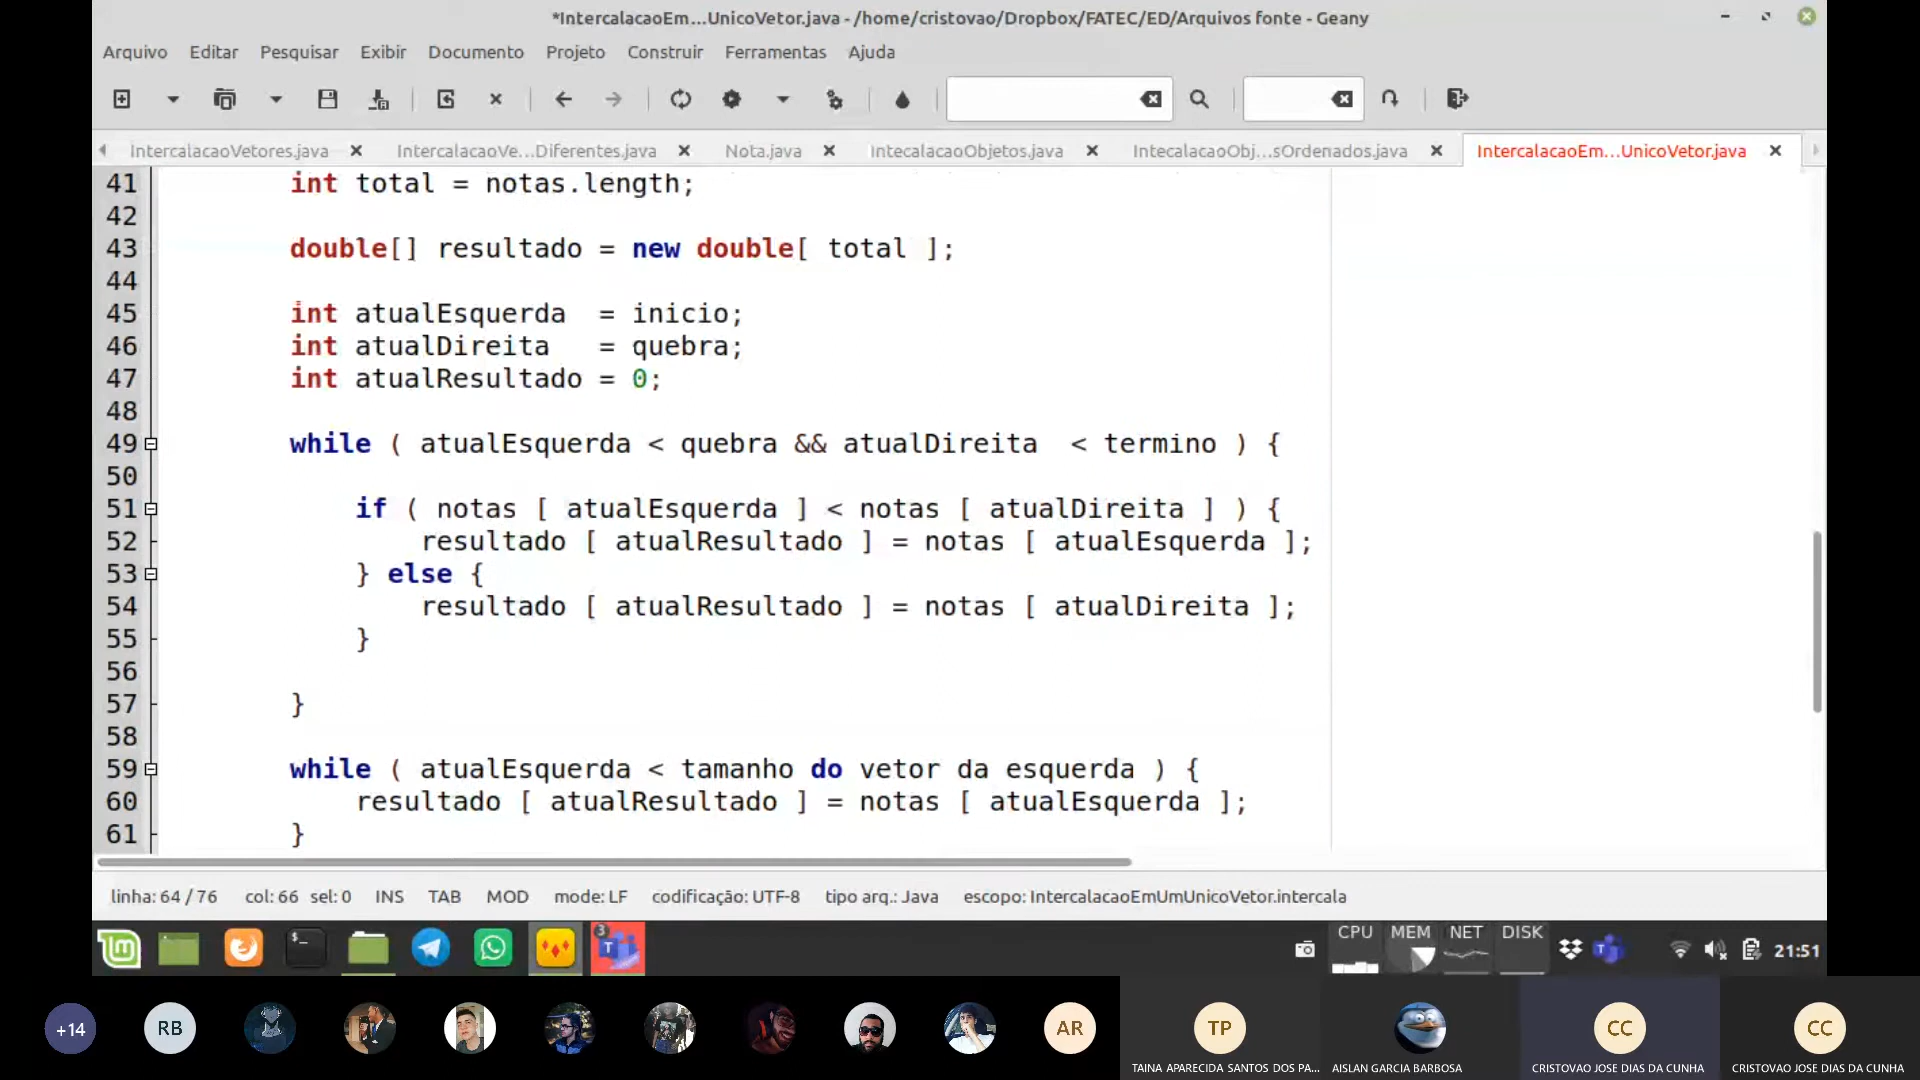 *IntercalacaoEm...UnicoVetor.java - /home/cristovao/Dropbox/FATEC/ED/Arquivos fonte - Geany
Arquivo Editar Pesquisar Exibir Documento Projeto Construir Ferramentas Ajuda
IntercalacaoVetores.java IntercalacaoVe...Diferentes.java Nota.java IntecalacaoObjetos.java IntecalacaoObj...sOrdenados.java IntercalacaoEm...UnicoVetor.java
41 int total = notas.length;
42
43 double[] resultado = new double[ total ];
44
45 int atualEsquerda = inicio;
46 int atualDireita = quebra;
47 int atualResultado = 0;
48
49 while ( atualEsquerda < quebra && atualDireita < termino ) {
50
51 if ( notas [ atualEsquerda ] < notas [ atualDireita ] ) {
52 resultado [ atualResultado ] = notas [ atualEsquerda ];
53 } else {
54 resultado [ atualResultado ] = notas [ atualDireita ];
55 }
56
57 }
58
59 while ( atualEsquerda < tamanho do vetor da esquerda ) {
60 resultado [ atualResultado ] = notas [ atualEsquerda ];
61 }
linha: 64 / 76 col: 66 sel: 0 INS TAB MOD mode: LF codificação: UTF-8 tipo arq.: Java escopo: IntercalacaoEmUmUnicoVetor.intercala
$_ 3 T CPU MEM NET DISK 21:51
+14 RB AR TP CC CC
TAINA APARECIDA SANTOS DOS PA... AISLAN GARCIA BARBOSA CRISTOVAO JOSE DIAS DA CUNHA CRISTOVAO JOSE DIAS DA CUNHA